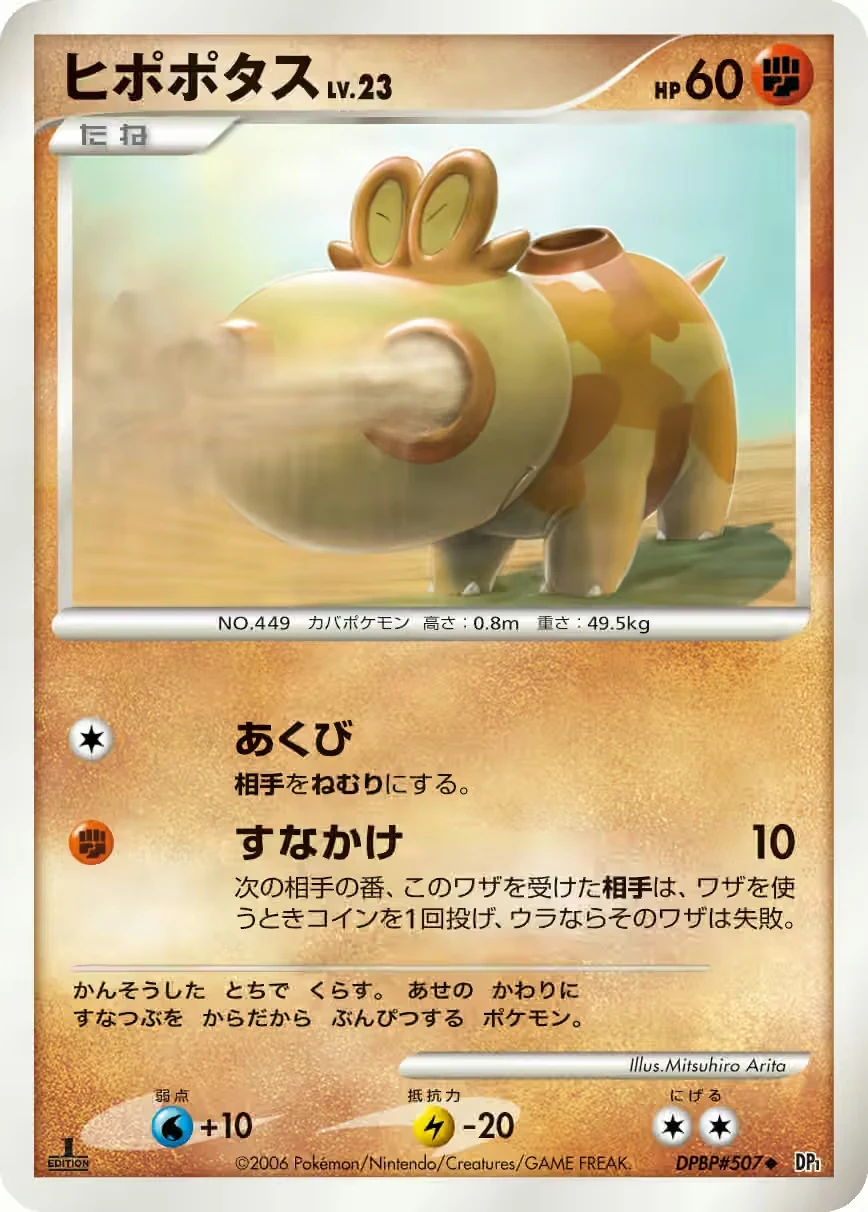 ヒポポタス LV.23 HP60
たね
NO.449 カバポケモン 高さ:0.8m 重さ:49.5kg
あくび
相手をねむりにする。
すなかけ 10
次の相手の番、このワザを受けた相手は、ワザを使
うときコインを1回投げ、ウラならそのワザは失敗。
かんそうした とちで くらす。 あせの かわりに
すなつぶを からだから ぶんぴつする ポケモン。
Illus.Mitsuhiro Arita
弱点 抵抗力 にげる
+10 -20
1 EDITION ©2006 Pokémon/Nintendo/Creatures/GAME FREAK. DPBP#507◆ DP1